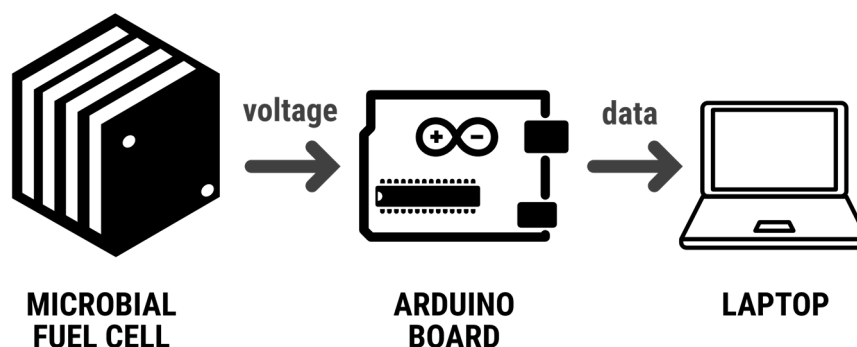 voltage
data
MICROBIAL
FUEL CELL
ARDUINO
BOARD
LAPTOP